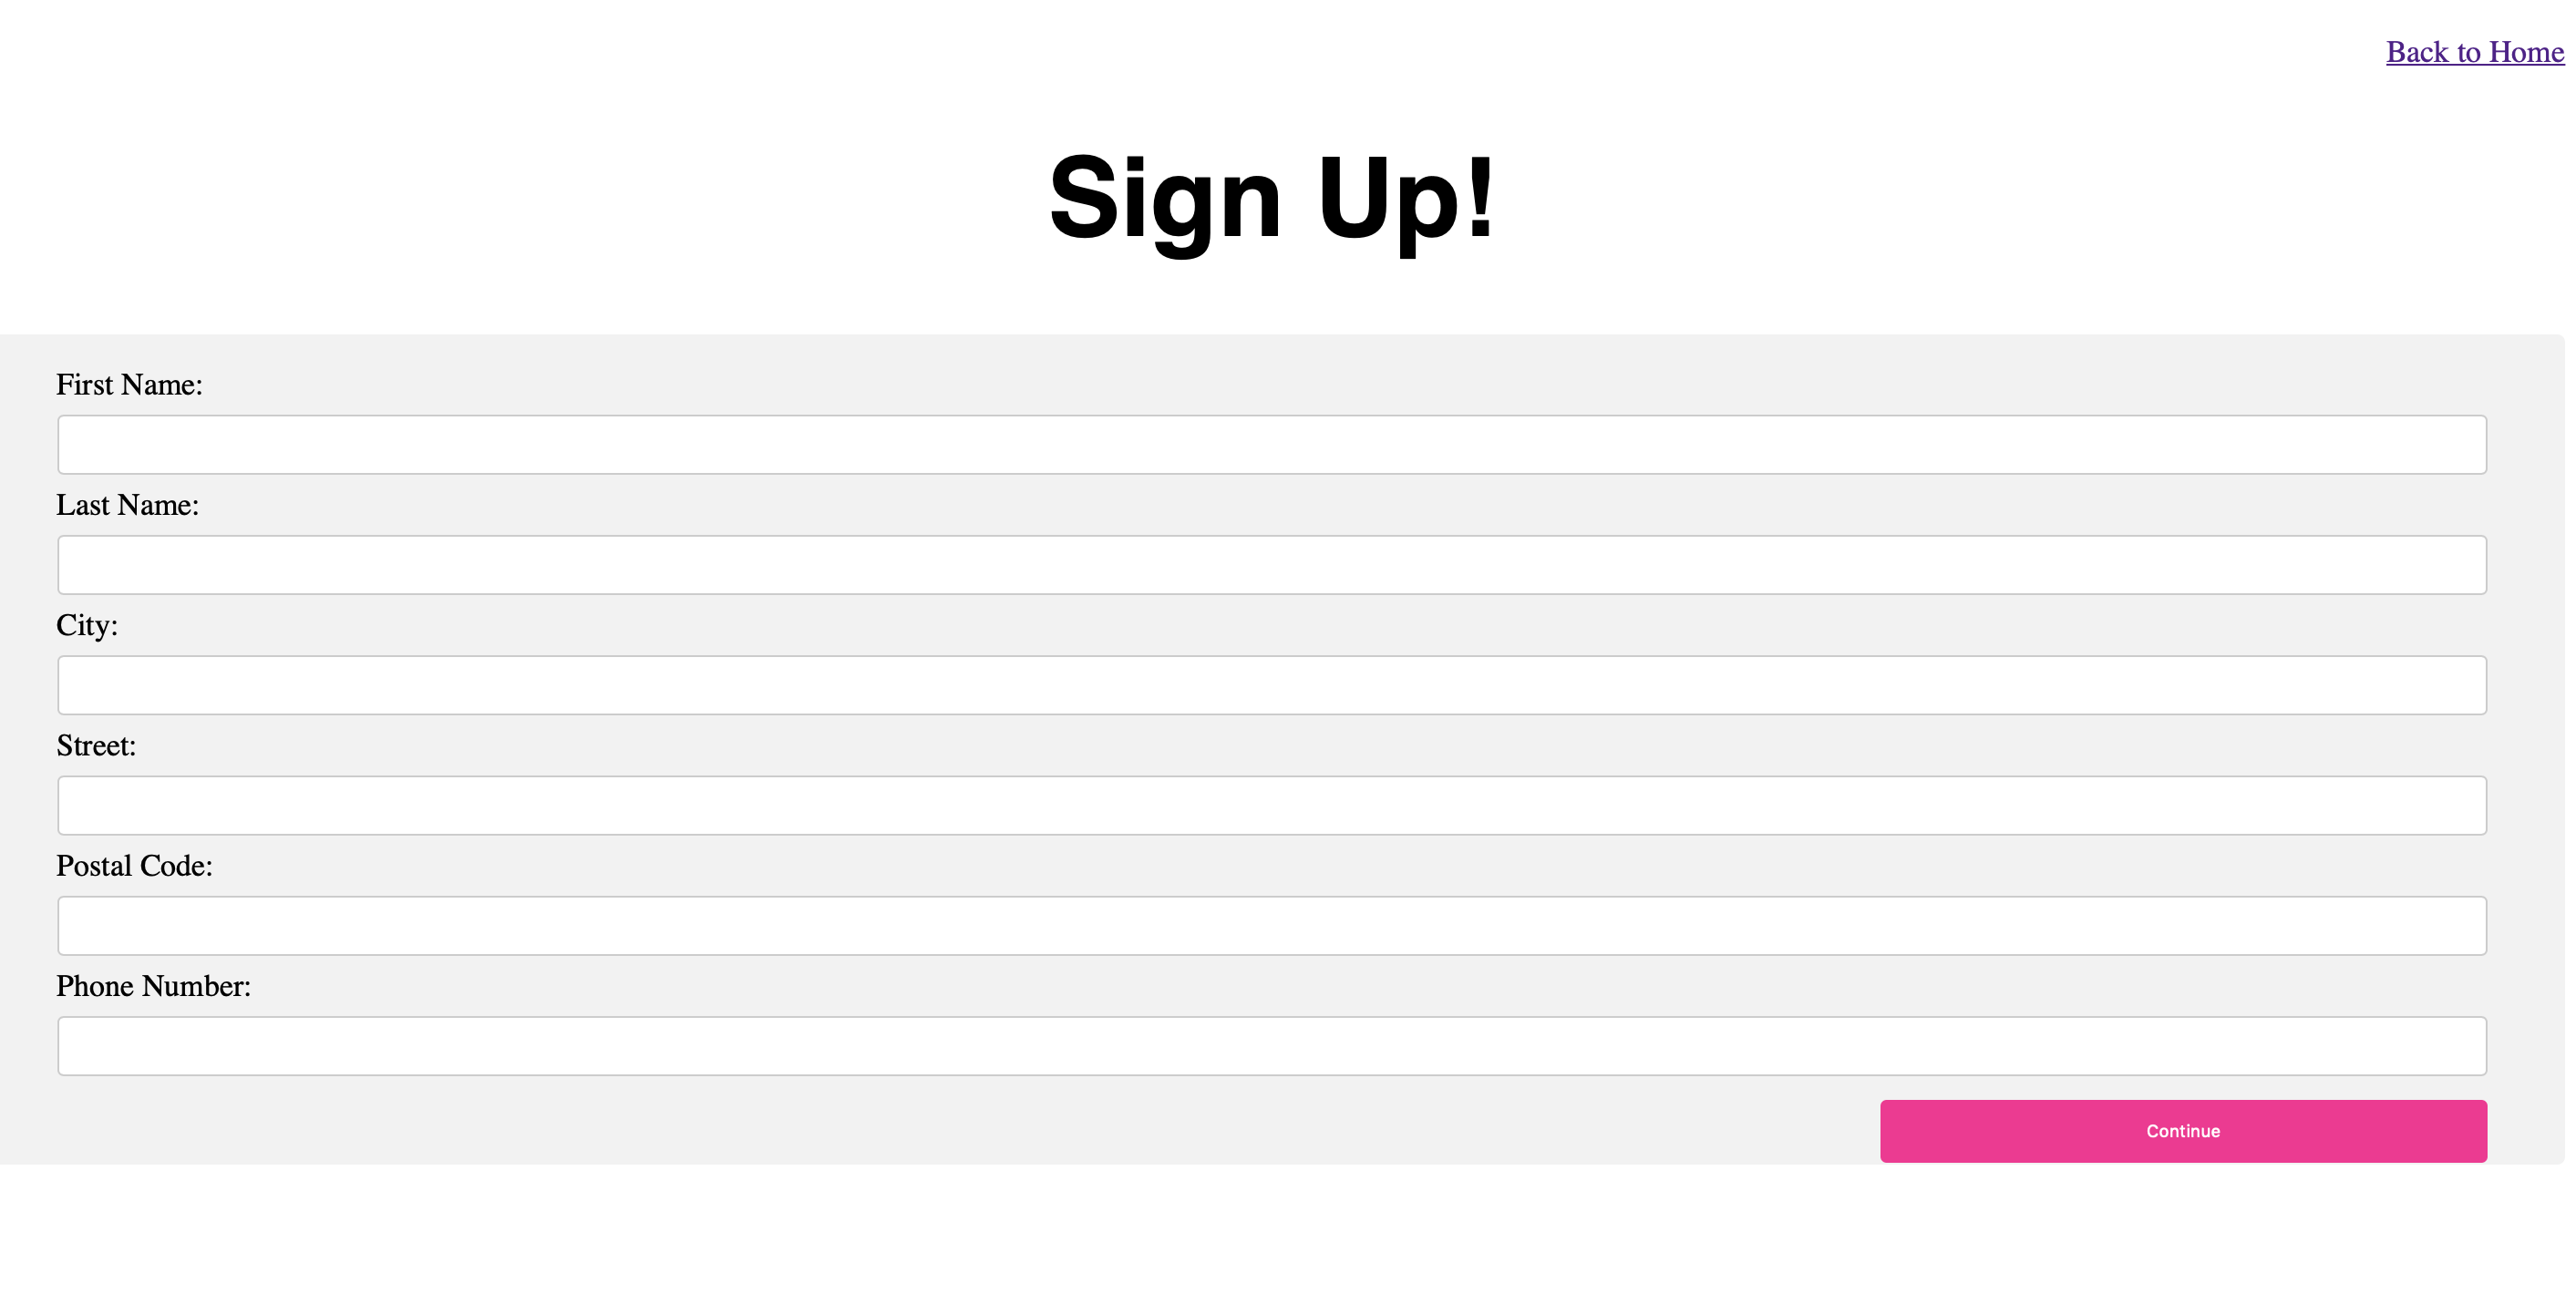 Back to Home
Sign Up!
First Name:
Last Name:
City:
Street:
Postal Code:
Phone Number:
Continue